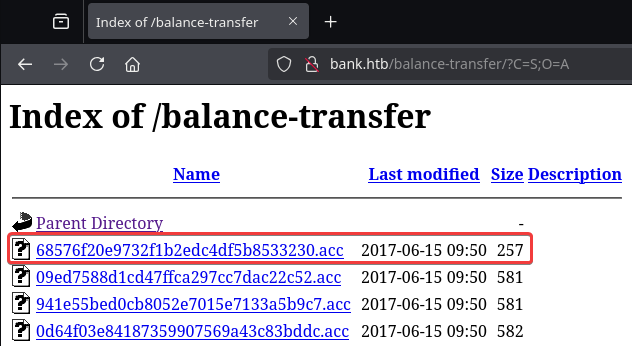 Index of /balance-transfer
bank.htb/balance-transfer/?C=S;O=A
Index of /balance-transfer
Name Last modified Size Description
Parent Directory -
68576f20e9732f1b2edc4df5b8533230.acc 2017-06-15 09:50 257
09ed7588d1cd47ffca297cc7dac22c52.acc 2017-06-15 09:50 581
941e55bed0cb8052e7015e7133a5b9c7.acc 2017-06-15 09:50 581
0d64f03e84187359907569a43c83bddc.acc 2017-06-15 09:50 582